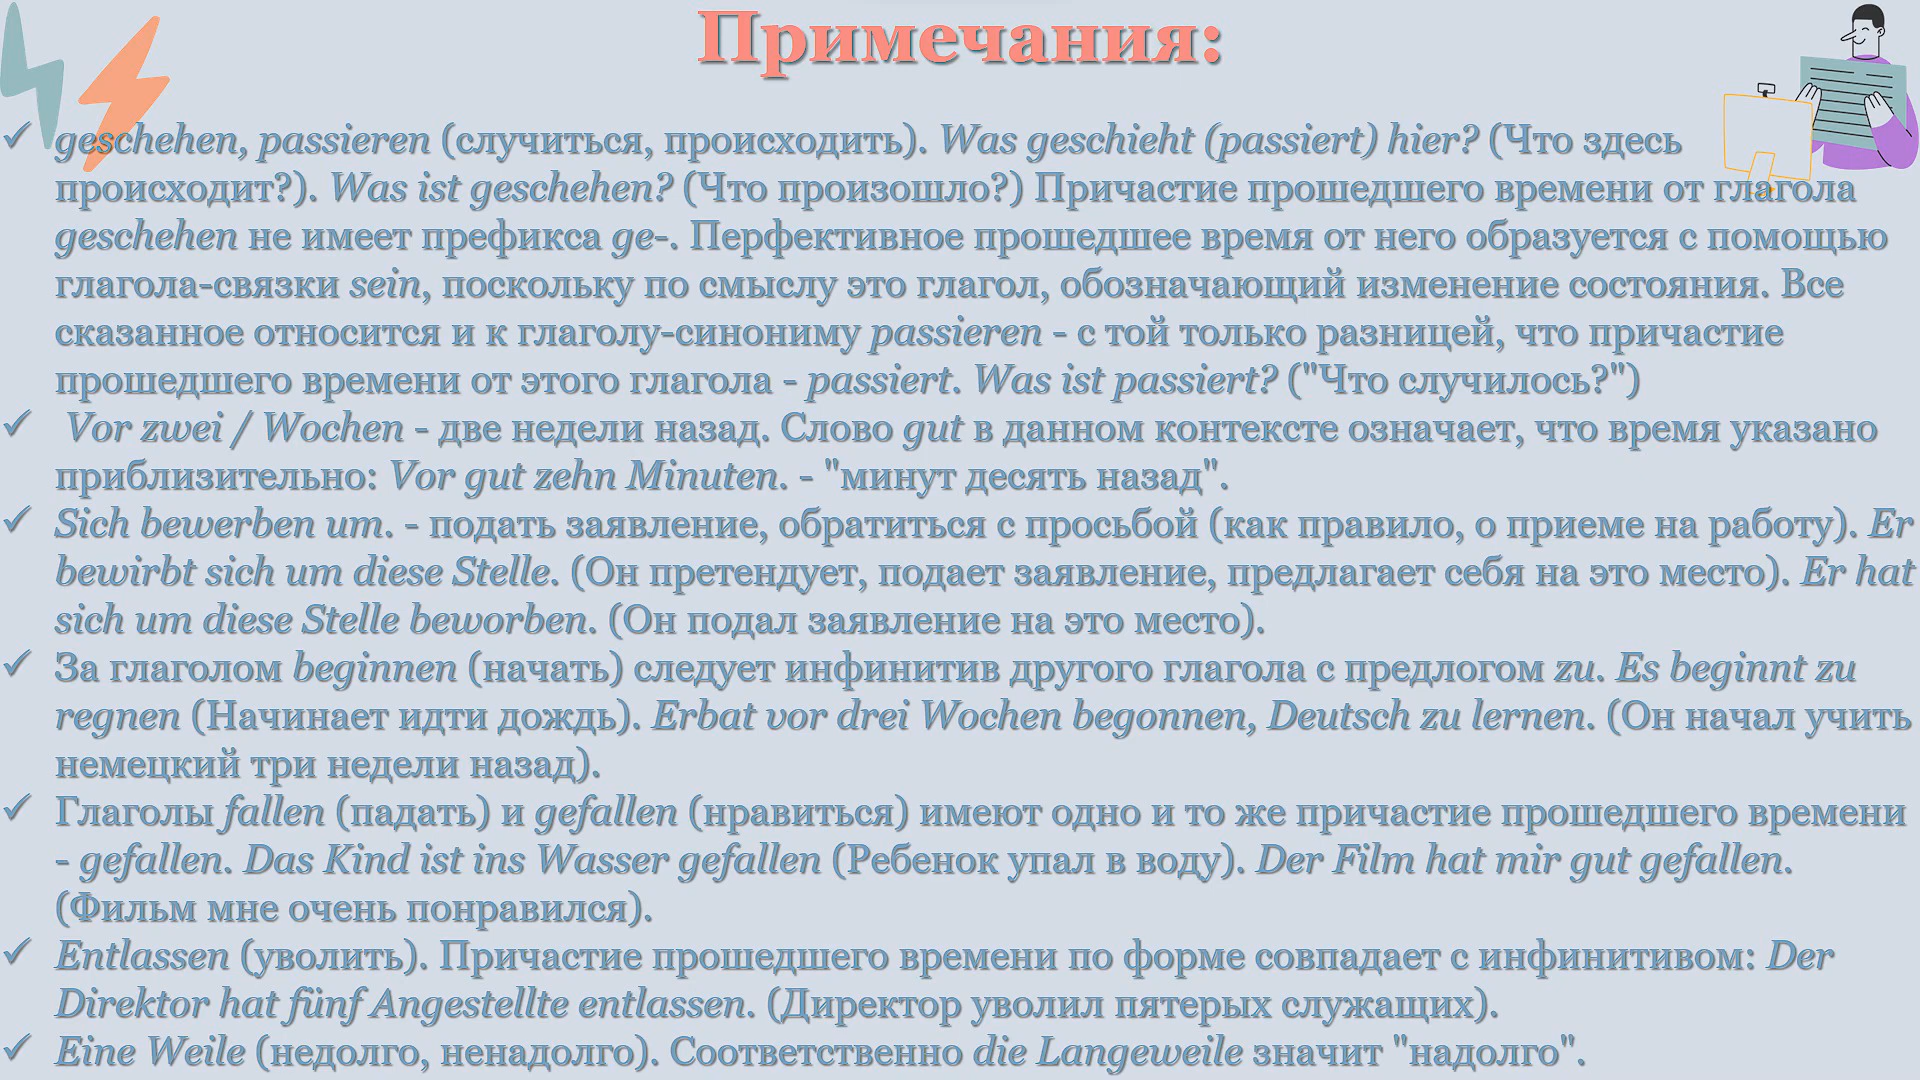 Примечания:
geschehen, passieren (случиться, происходить). Was geschieht (passiert) hier? (Что здесь
происходит?). Was ist geschehen? (Что произошло?) Причастие прошедшего времени от глагола
geschehen не имеет префикса ge-. Перфективное прошедшее время от него образуется с помощью
глагола-связки sein, поскольку по смыслу это глагол, обозначающий изменение состояния. Все
сказанное относится и к глаголу-синониму passieren - с той только разницей, что причастие
прошедшего времени от этого глагола - passiert. Was ist passiert? ("Что случилось?")
Vor zwei / Wochen - две недели назад. Слово gut в данном контексте означает, что время указано
приблизительно: Vor gut zehn Minuten. - "минут десять назад".
Sich bewerben um. - подать заявление, обратиться с просьбой (как правило, о приеме на работу). Er
bewirbt sich um diese Stelle. (Он претендует, подает заявление, предлагает себя на это место). Er hat
sich um diese Stelle beworben. (Он подал заявление на это место).
За глаголом beginnen (начать) следует инфинитив другого глагола с предлогом zu. Es beginnt zu
regnen (Начинает идти дождь). Erbat vor drei Wochen begonnen, Deutsch zu lernen. (Он начал учить
немецкий три недели назад).
Глаголы fallen (падать) и gefallen (нравиться) имеют одно и то же причастие прошедшего времени
- gefallen. Das Kind ist ins Wasser gefallen (Ребенок упал в воду). Der Film hat mir gut gefallen.
(Фильм мне очень понравился).
Entlassen (уволить). Причастие прошедшего времени по форме совпадает с инфинитивом: Der
Direktor hat fünf Angestellte entlassen. (Директор уволил пятерых служащих).
Eine Weile (недолго, ненадолго). Соответственно die Langeweile значит "надолго".